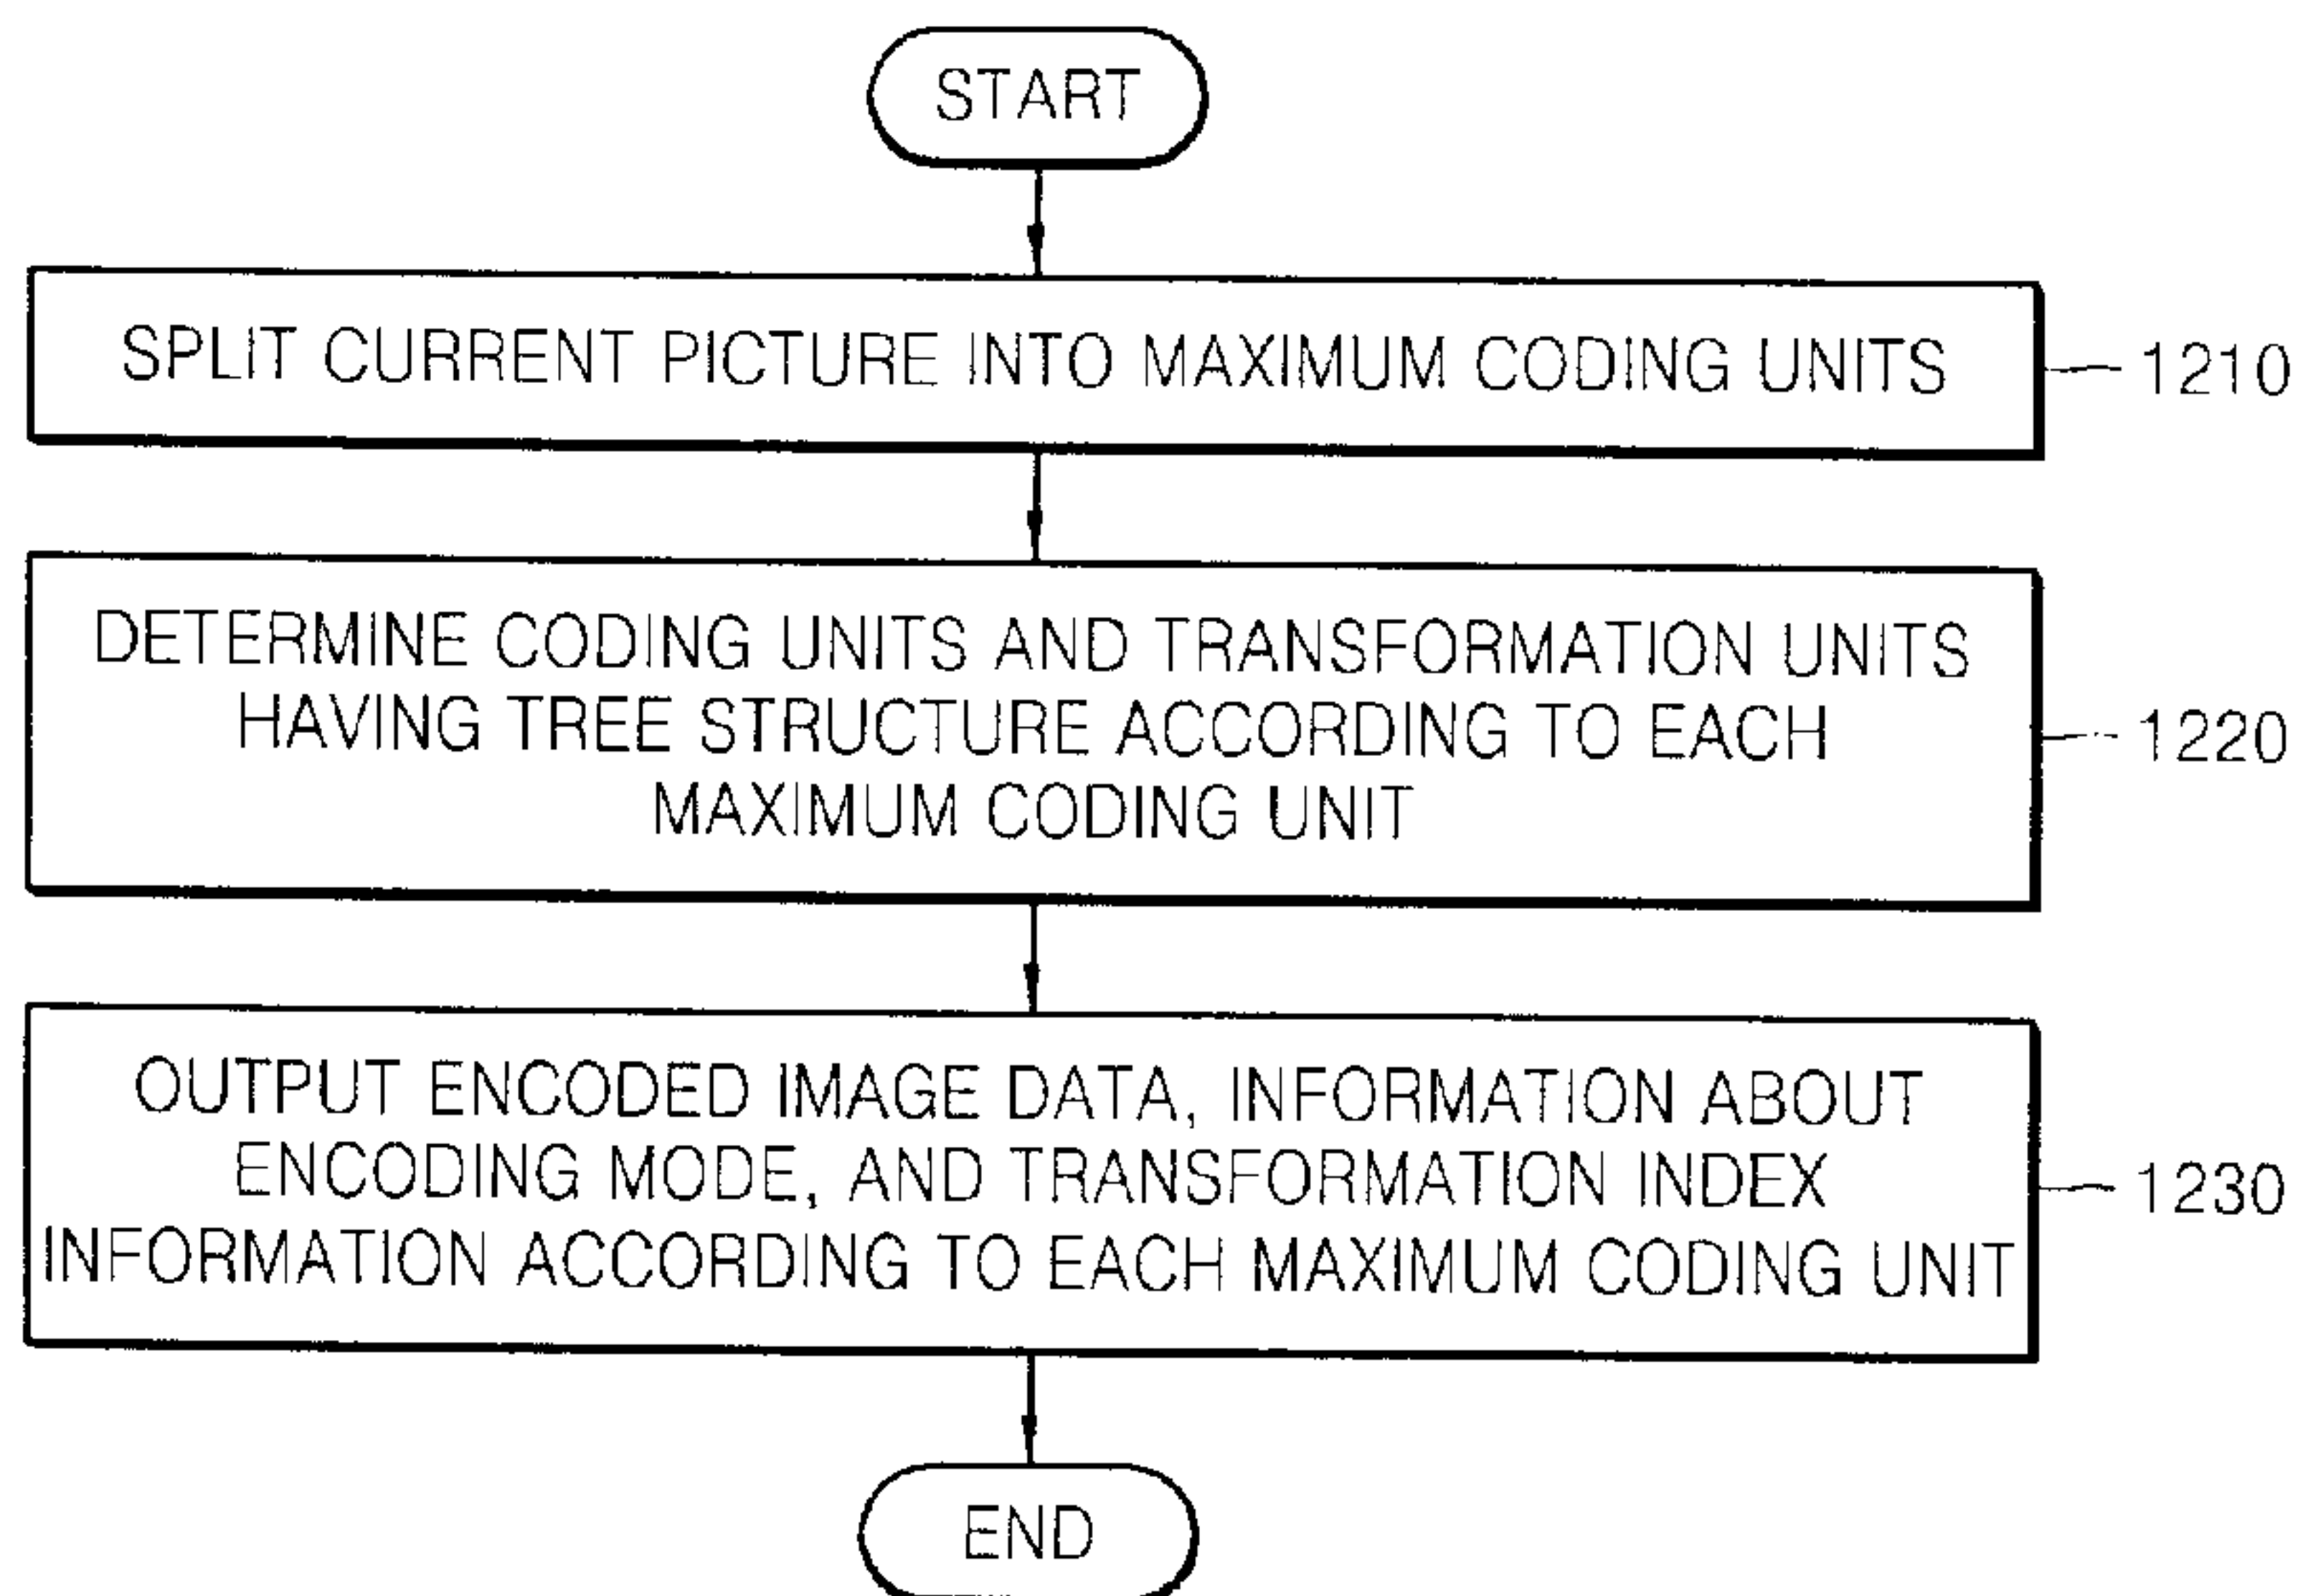 START
SPLIT CURRENT PICTURE INTO MAXIMUM CODING UNITS
1210
DETERMINE CODING UNITS AND TRANSFORMATION UNITS
HAVING TREE STRUCTURE ACCORDING TO EACH
MAXIMUM CODING UNIT
1220
OUTPUT ENCODED IMAGE DATA, INFORMATION ABOUT
ENCODING MODE, AND TRANSFORMATION INDEX
INFORMATION ACCORDING TO EACH MAXIMUM CODING UNIT
1230
END